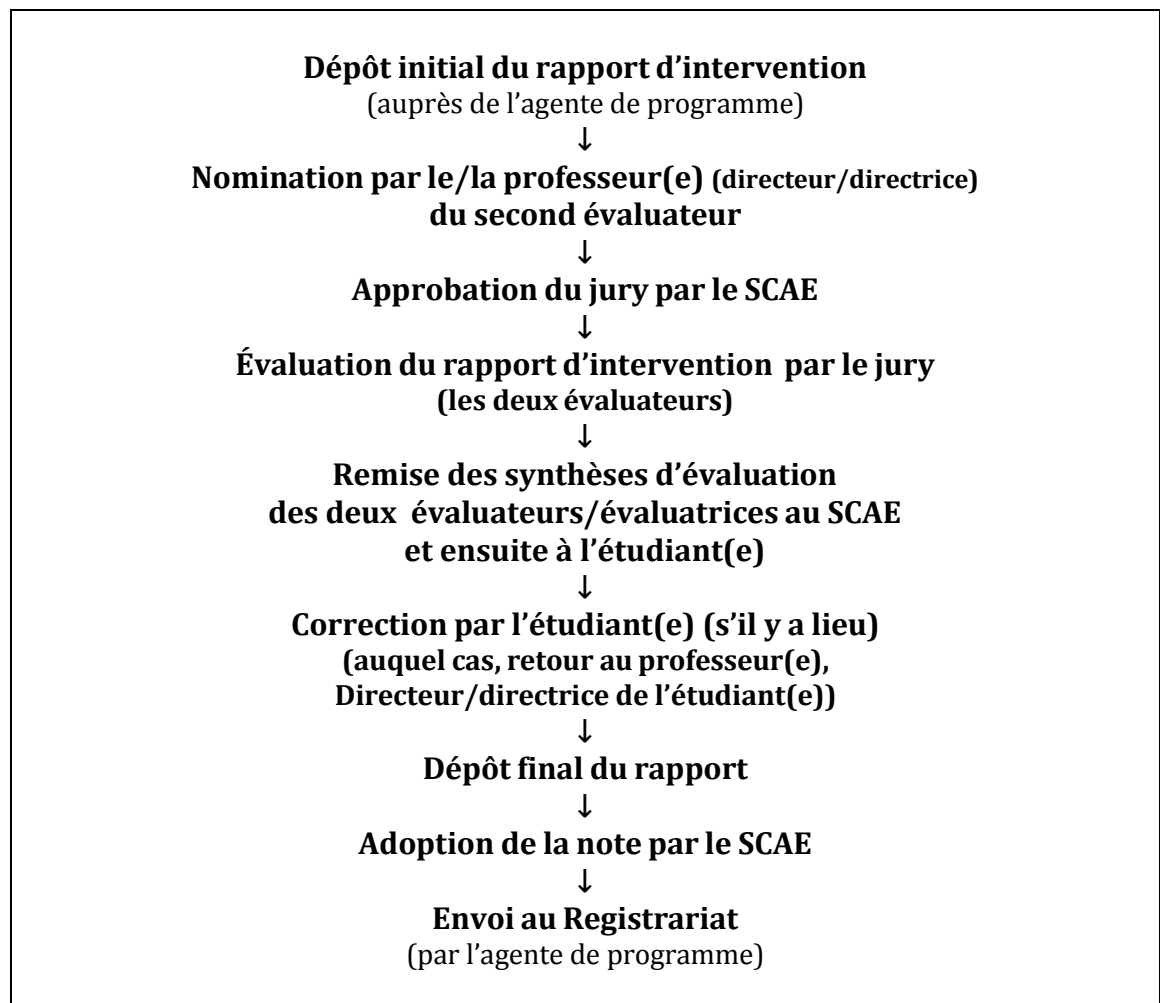 Dépôt initial du rapport d’intervention
(auprès de l’agente de programme)
↓
Nomination par le/la professeur(e) (directeur/directrice)
du second évaluateur
↓
Approbation du jury par le SCAE
↓
Évaluation du rapport d’intervention  par le jury
(les deux évaluateurs)
↓
Remise des synthèses d’évaluation
des deux  évaluateurs/évaluatrices au SCAE
et ensuite à l’étudiant(e)
↓
Correction par l’étudiant(e) (s’il y a lieu)
(auquel cas, retour au professeur(e),
Directeur/directrice de l’étudiant(e))
↓
Dépôt final du rapport
↓
Adoption de la note par le SCAE
↓
Envoi au Registrariat
(par l’agente de programme)